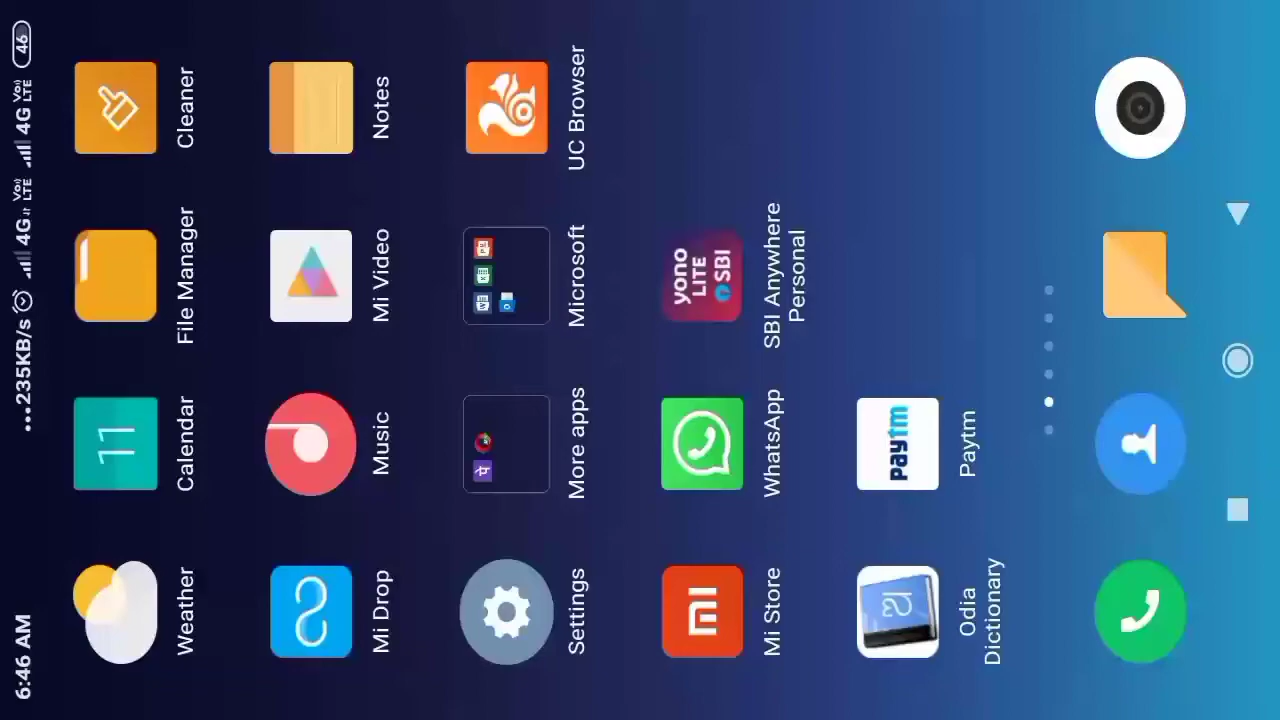 6:46 AM
...235KB/s 4G Vo) LTE 4G Vo) LTE 46
11
Weather Calendar File Manager Cleaner
Mi Drop Music Mi Video Notes
Settings More apps Microsoft UC Browser
yono
LITE
SBI
Mi Store WhatsApp SBI Anywhere
Personal
Paytm
Odia Paytm
Dictionary